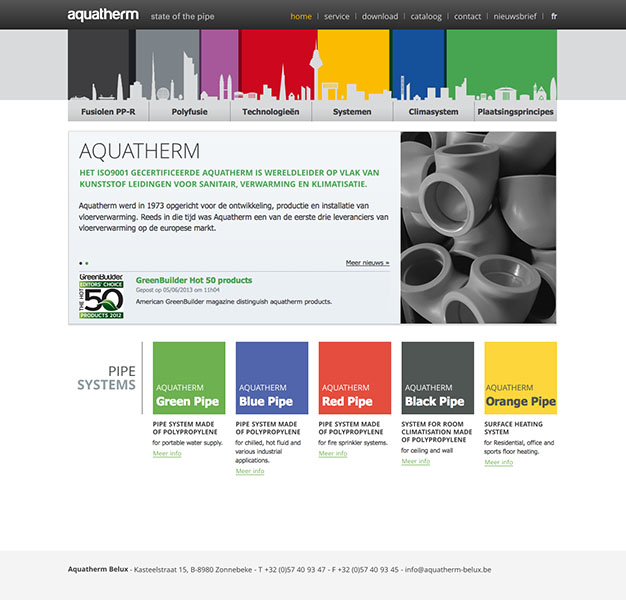 aquatherm state of the pipe
home | service | download | cataloog | contact | nieuwsbrief | fr
Fusiolen PP-R Polyfusie Technologieën Systemen Climasystem Plaatsingsprincipes
AQUATHERM
HET ISO9001 GECERTIFICEERDE AQUATHERM IS WERELDLEIDER OP VLAK VAN
KUNSTSTOF LEIDINGEN VOOR SANITAIR, VERWARMING EN KLIMATISATIE.
Aquatherm werd in 1973 opgericht voor de ontwikkeling, productie en installatie van
vloerverwarming. Reeds in die tijd was Aquatherm een van de eerste drie leveranciers van
vloerverwarming op de europese markt.
Meer nieuws »
GreenBuilder
EDITORS' CHOICE
THE HOT
50
PRODUCTS 2012
GreenBuilder Hot 50 products
Gepost op 05/06/2013 om 11h04
American GreenBuilder magazine distinguish aquatherm products.
PIPE
SYSTEMS
AQUATHERM
Green Pipe
PIPE SYSTEM MADE
OF POLYPROPYLENE
for portable water supply.
Meer info
AQUATHERM
Blue Pipe
PIPE SYSTEM MADE
OF POLYPROPYLENE
for chilled, hot fluid and
various industrial
applications.
Meer info
AQUATHERM
Red Pipe
PIPE SYSTEM MADE
OF POLYPROPYLENE
for fire sprinkler systems.
Meer info
AQUATHERM
Black Pipe
SYSTEM FOR ROOM
CLIMATISATION MADE
OF POLYPROPYLENE
for ceiling and wall
Meer info
AQUATHERM
Orange Pipe
SURFACE HEATING
SYSTEM
for Residential, office and
sports floor heating.
Meer info
Aquatherm Belux - Kasteelstraat 15, B-8980 Zonnebeke - T +32 (0)57 40 93 47 - F +32 (0)57 40 93 45 - info@aquatherm-belux.be